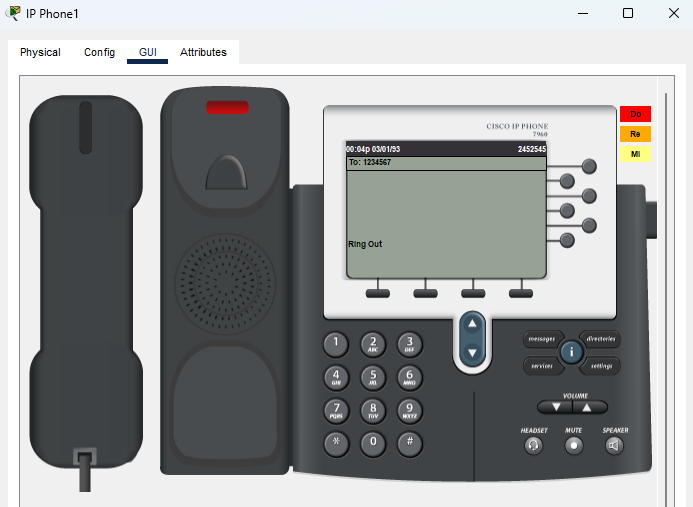 IP Phone1
Physical Config GUI Attributes
CISCO IP PHONE
7960
00:04p 03/01/93 2452545
To: 1234567
Ring Out
Do
Re
MI
1 2 ABC 3 DEF
4 GHI 5 JKL 6 MNO
7 PQRS 8 TUV 9 WXYZ
* 0 #
messages directories
i
services settings
VOLUME
HEADSET MUTE SPEAKER